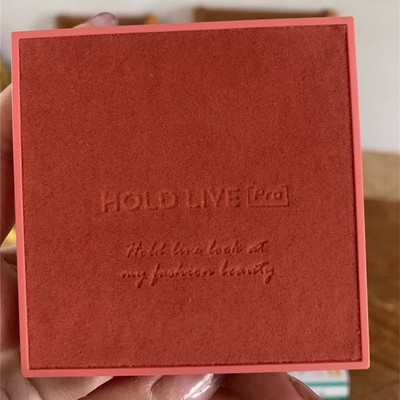 HOLD LIVE [Pro]
Hold live look at
my fashion beauty